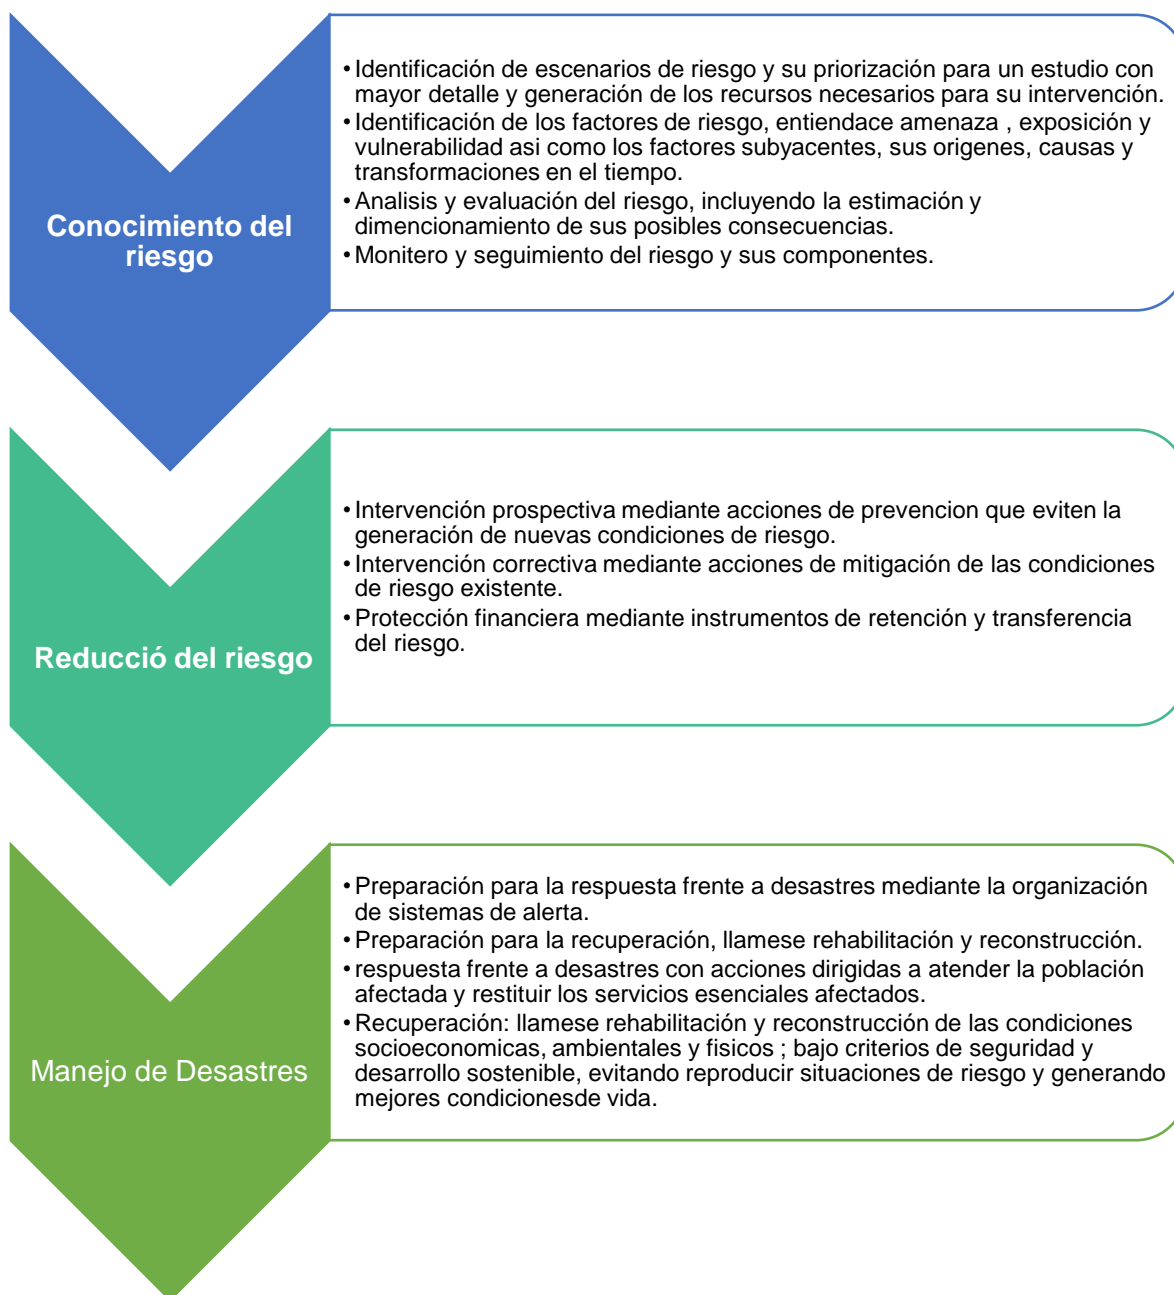 Conocimiento del
riesgo
• Identificación de escenarios de riesgo y su priorización para un estudio con
mayor detalle y generación de los recursos necesarios para su intervención.
• Identificación de los factores de riesgo, entiendace amenaza , exposición y
vulnerabilidad asi como los factores subyacentes, sus origenes, causas y
transformaciones en el tiempo.
• Analisis y evaluación del riesgo, incluyendo la estimación y
dimencionamiento de sus posibles consecuencias.
• Monitero y seguimiento del riesgo y sus componentes.
Reducció del riesgo
• Intervención prospectiva mediante acciones de prevencion que eviten la
generación de nuevas condiciones de riesgo.
• Intervención correctiva mediante acciones de mitigación de las condiciones
de riesgo existente.
• Protección financiera mediante instrumentos de retención y transferencia
del riesgo.
Manejo de Desastres
• Preparación para la respuesta frente a desastres mediante la organización
de sistemas de alerta.
• Preparación para la recuperación, llamese rehabilitación y reconstrucción.
• respuesta frente a desastres con acciones dirigidas a atender la población
afectada y restituir los servicios esenciales afectados.
• Recuperación: llamese rehabilitación y reconstrucción de las condiciones
socioeconomicas, ambientales y fisicos ; bajo criterios de seguridad y
desarrollo sostenible, evitando reproducir situaciones de riesgo y generando
mejores condicionesde vida.